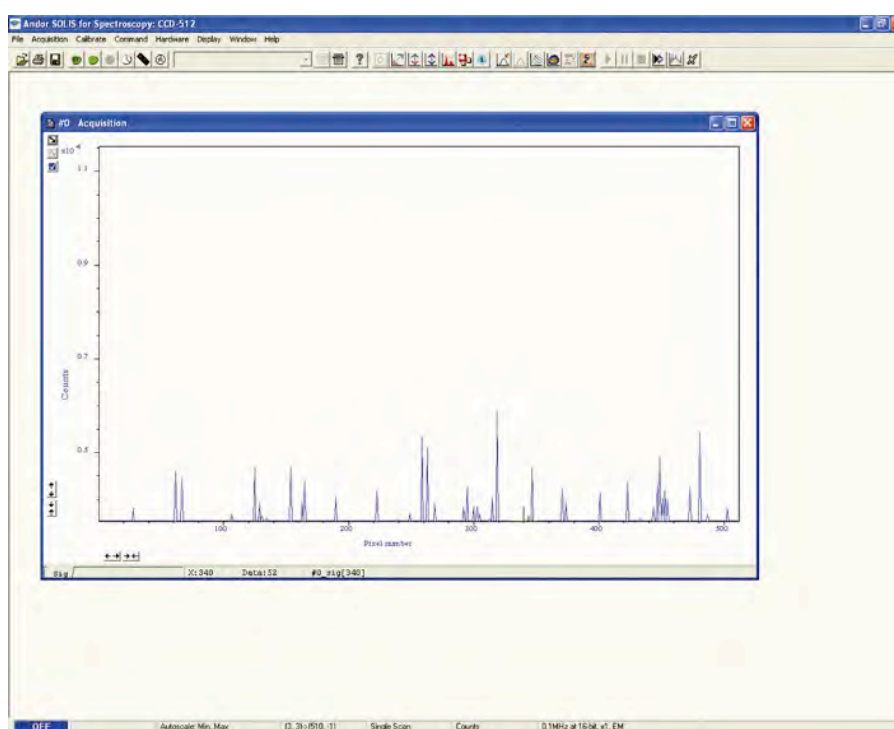 Andor SOLIS for Spectroscopy: CCD-512
File Acquisition Calibrate Command Hardware Display Window Help
#0 Acquisition
1.1
0.9
0.7
Counts
0.5
100 200 300 400 500
Pixel number
Sig X:340 Data:52 #0_sig[340]
OFF Autoscale: Min, Max Single Scan Counts 0.1MHz at 16-bit, x1, EM